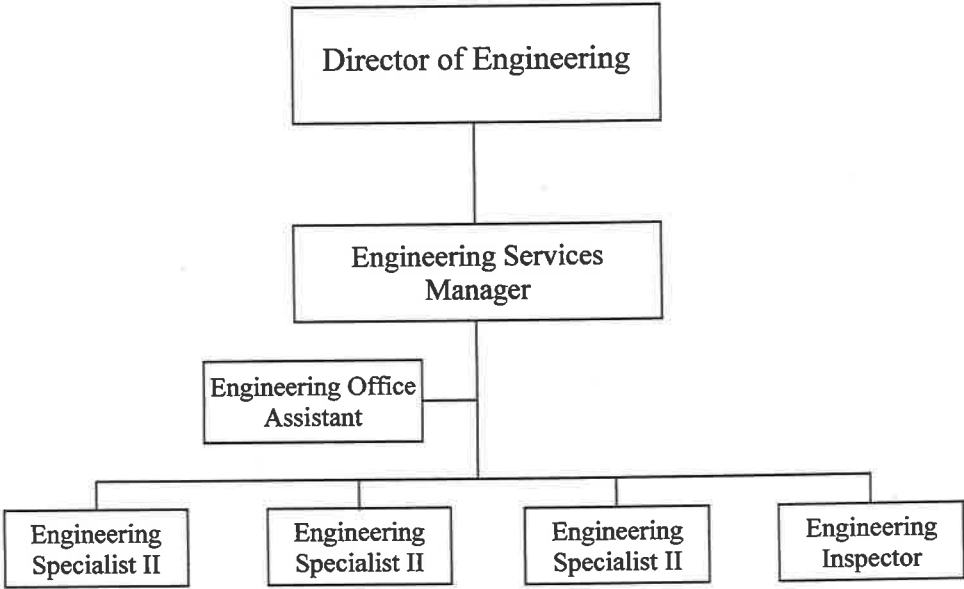 Director of Engineering
Engineering Services
Manager
Engineering Office
Assistant
Engineering
Specialist II
Engineering
Specialist II
Engineering
Specialist II
Engineering
Inspector